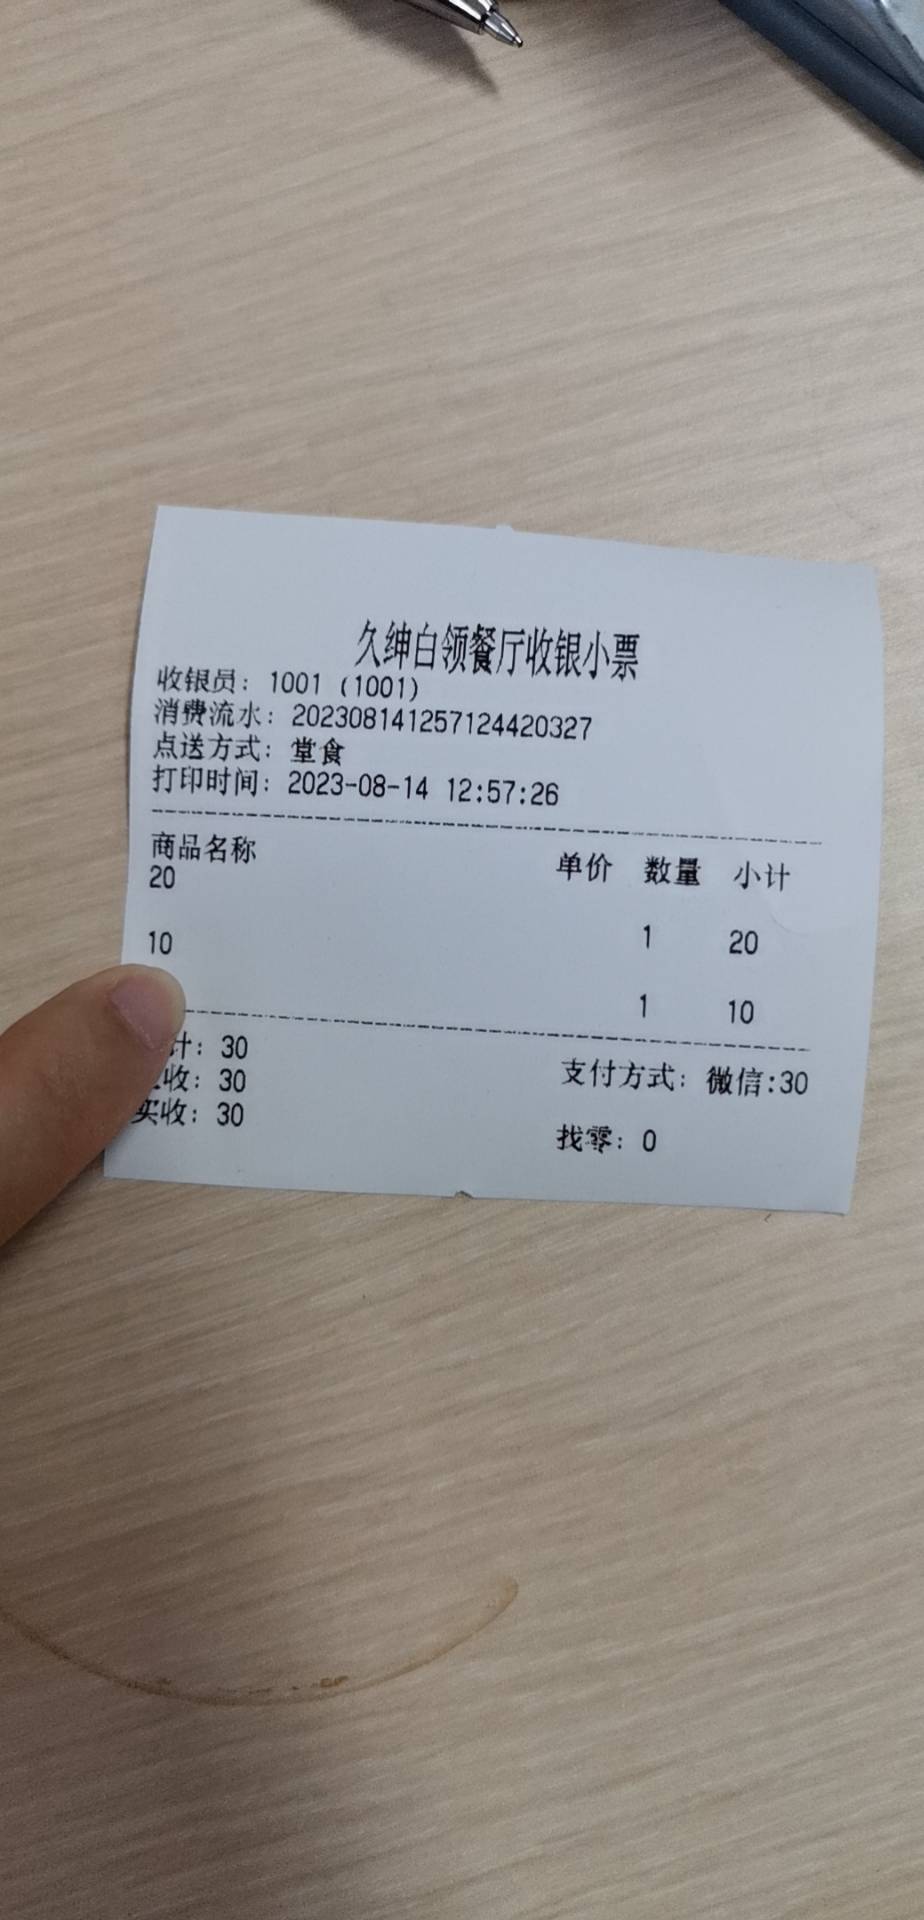 久绅白领餐厅收银小票
收银员: 1001 (1001)
消费流水: 202308141257124420327
点送方式: 堂食
打印时间: 2023-08-14 12:57:26
商品名称 单价 数量 小计
20
1 20
10
1 10
计: 30 支付方式: 微信:30
收: 30
实收: 30 找零: 0